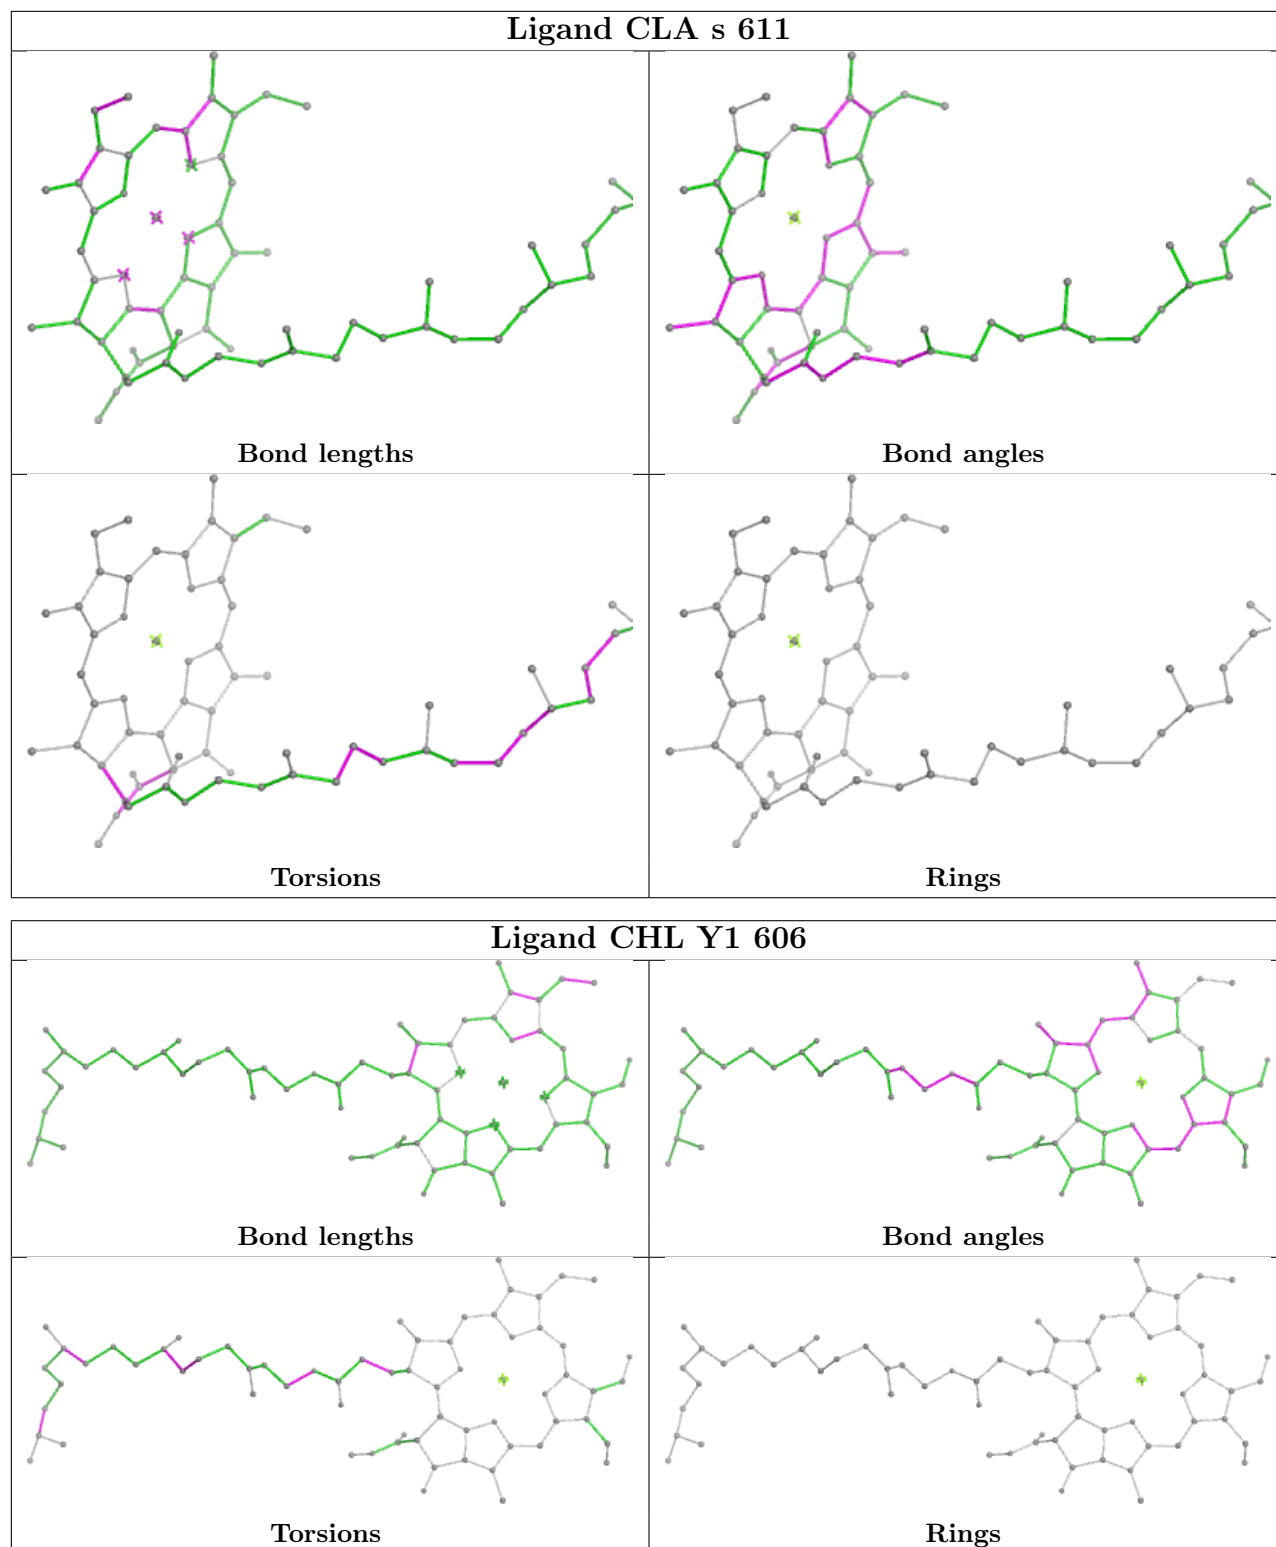 Ligand CLA s 611
Bond lengths
Bond angles
Torsions
Rings
Ligand CHL Y1 606
Bond lengths
Bond angles
Torsions
Rings